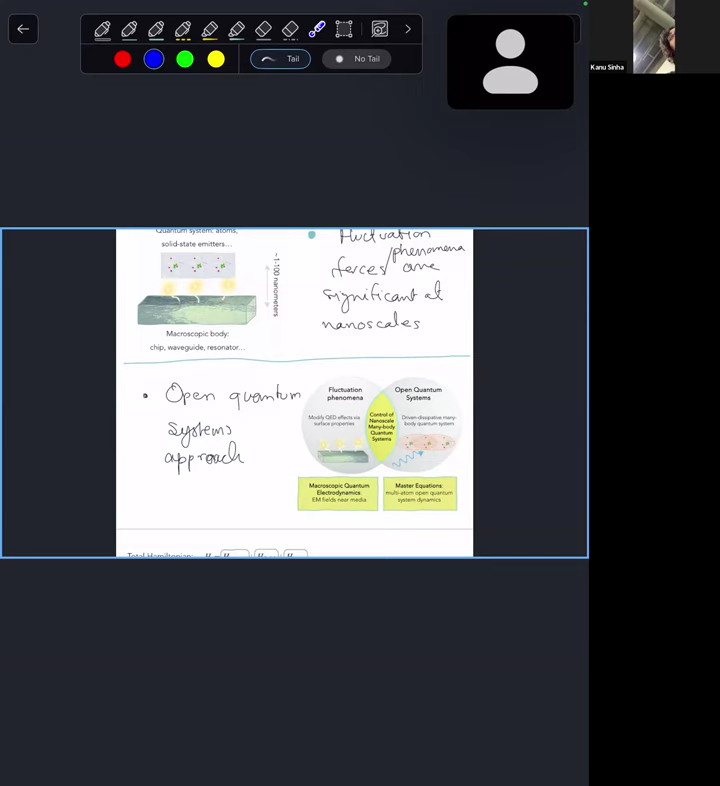 Tail
No Tail
Kanu Sinha
Quantum system: atoms,
solid-state emitters...
~1-100 nanometers
Macroscopic body:
chip, waveguide, resonator...
Fluctuation
/phenomena
forces are
significant at
nanoscales
Open quantum
systems
approach
Fluctuation
phenomena
Modify QED effects via
surface properties
Control of
Nanoscale
Many-body
Quantum
Systems
Open Quantum
Systems
Driven-dissipative many-
body quantum system
Macroscopic Quantum
Electrodynamics:
EM fields near media
Master Equations:
multi-atom open quantum
system dynamics
Total Hamiltonian: